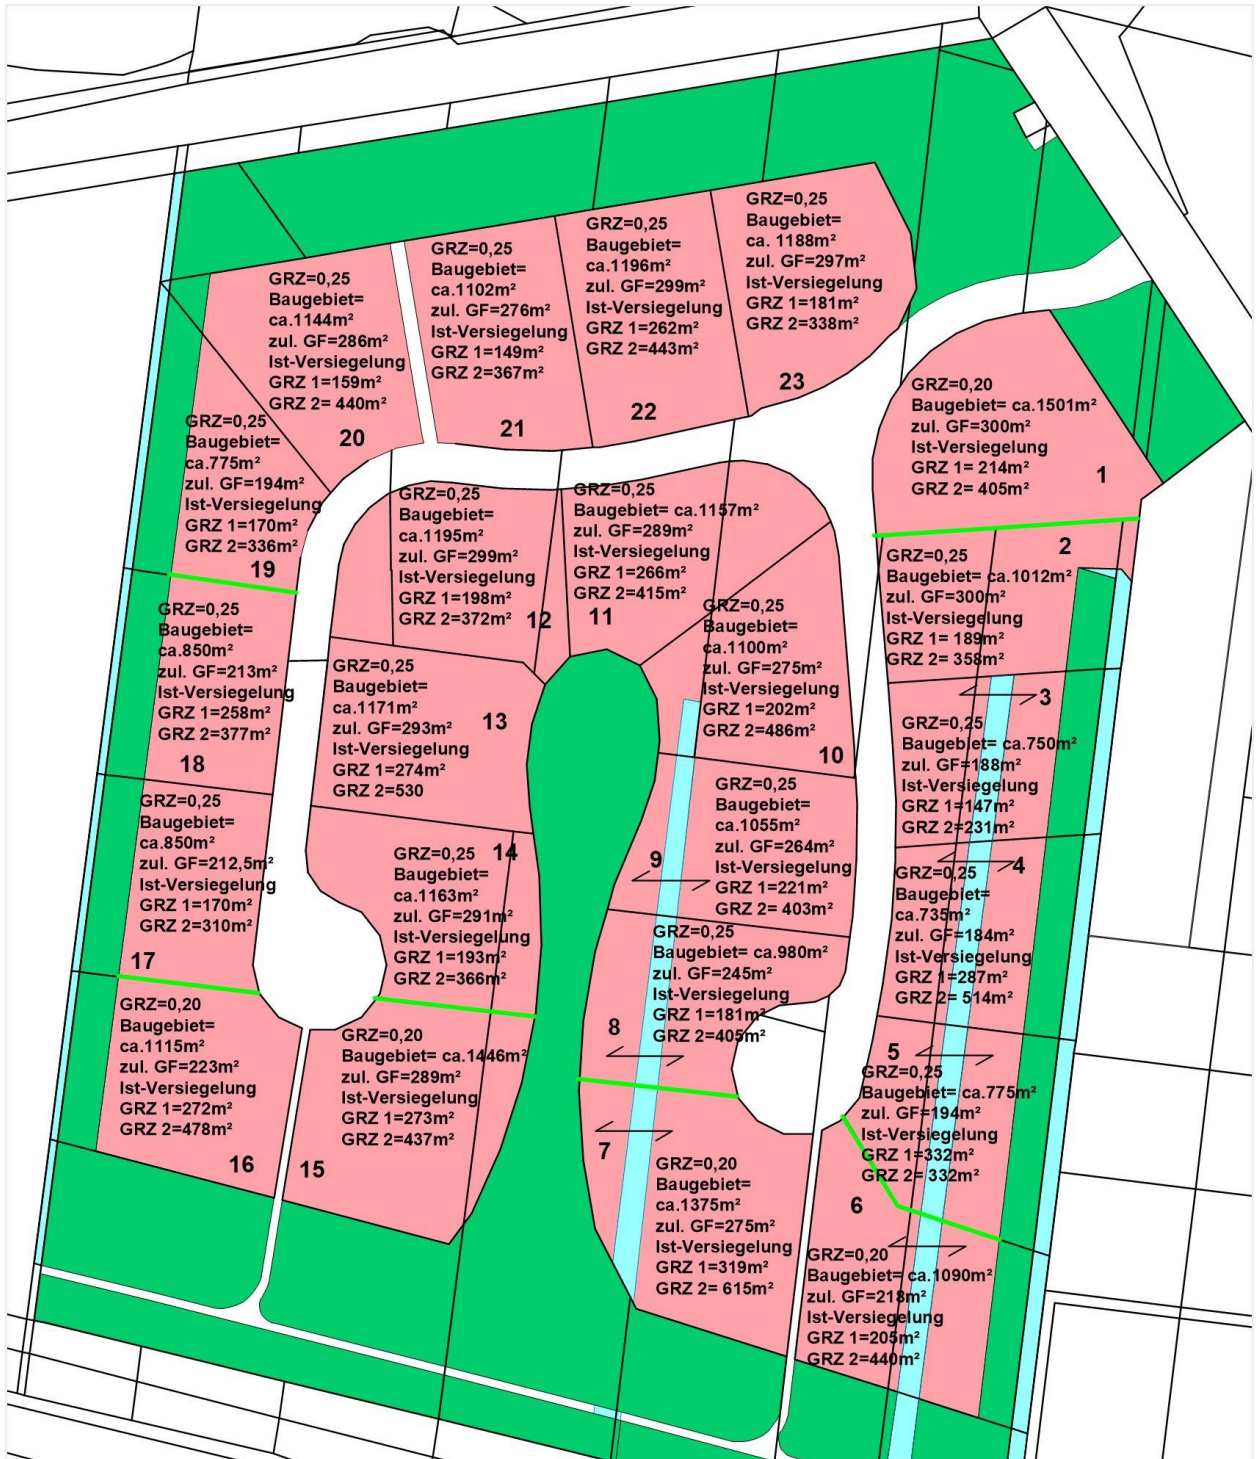 GRZ=0,25
Baugebiet=
ca. 1188m²
zul. GF=297m²
Ist-Versiegelung
GRZ 1=181m²
GRZ 2=338m²
23
GRZ=0,25
Baugebiet=
ca.1196m²
zul. GF=299m²
Ist-Versiegelung
GRZ 1=262m²
GRZ 2=443m²
22
GRZ=0,25
Baugebiet=
ca.1102m²
zul. GF=276m²
Ist-Versiegelung
GRZ 1=149m²
GRZ 2=367m²
21
GRZ=0,25
Baugebiet=
ca.1144m²
zul. GF=286m²
Ist-Versiegelung
GRZ 1=159m²
GRZ 2= 440m²
20
GRZ=0,25
Baugebiet=
ca.775m²
zul. GF=194m²
Ist-Versiegelung
GRZ 1=170m²
GRZ 2=336m²
19
GRZ=0,20
Baugebiet= ca.1501m²
zul. GF=300m²
Ist-Versiegelung
GRZ 1= 214m²
GRZ 2= 405m²
1
GRZ=0,25
Baugebiet=
ca.1195m²
zul. GF=299m²
Ist-Versiegelung
GRZ 1=198m²
GRZ 2=372m²
12
GRZ=0,25
Baugebiet= ca.1157m²
zul. GF=289m²
Ist-Versiegelung
GRZ 1=266m²
GRZ 2=415m²
11
2
GRZ=0,25
Baugebiet= ca.1012m²
zul. GF=300m²
Ist-Versiegelung
GRZ 1= 189m²
GRZ 2= 358m²
GRZ=0,25
Baugebiet=
ca.850m²
zul. GF=213m²
Ist-Versiegelung
GRZ 1=258m²
GRZ 2=377m²
18
GRZ=0,25
Baugebiet=
ca.1171m²
zul. GF=293m²
Ist-Versiegelung
GRZ 1=274m²
GRZ 2=530
13
GRZ=0,25
Baugebiet=
ca.1100m²
zul. GF=275m²
Ist-Versiegelung
GRZ 1=202m²
GRZ 2=486m²
10
3
GRZ=0,25
Baugebiet= ca.750m²
zul. GF=188m²
Ist-Versiegelung
GRZ 1=147m²
GRZ 2=231m²
GRZ=0,25
Baugebiet=
ca.850m²
zul. GF=212,5m²
Ist-Versiegelung
GRZ 1=170m²
GRZ 2=310m²
17
14
GRZ=0,25
Baugebiet=
ca.1163m²
zul. GF=291m²
Ist-Versiegelung
GRZ 1=193m²
GRZ 2=366m²
9
GRZ=0,25
Baugebiet=
ca.1055m²
zul. GF=264m²
Ist-Versiegelung
GRZ 1=221m²
GRZ 2= 403m²
4
GRZ=0,25
Baugebiet=
ca.735m²
zul. GF=184m²
Ist-Versiegelung
GRZ 1=287m²
GRZ 2= 514m²
GRZ=0,25
Baugebiet= ca.980m²
zul. GF=245m²
Ist-Versiegelung
GRZ 1=181m²
GRZ 2=405m²
8
GRZ=0,20
Baugebiet=
ca.1115m²
zul. GF=223m²
Ist-Versiegelung
GRZ 1=272m²
GRZ 2=478m²
16
GRZ=0,20
Baugebiet= ca.1446m²
zul. GF=289m²
Ist-Versiegelung
GRZ 1=273m²
GRZ 2=437m²
15
5
GRZ=0,25
Baugebiet= ca.775m²
zul. GF=194m²
Ist-Versiegelung
GRZ 1=332m²
GRZ 2= 332m²
7
GRZ=0,20
Baugebiet=
ca.1375m²
zul. GF=275m²
Ist-Versiegelung
GRZ 1=319m²
GRZ 2= 615m²
6
GRZ=0,20
Baugebiet= ca.1090m²
zul. GF=218m²
Ist-Versiegelung
GRZ 1=205m²
GRZ 2=440m²